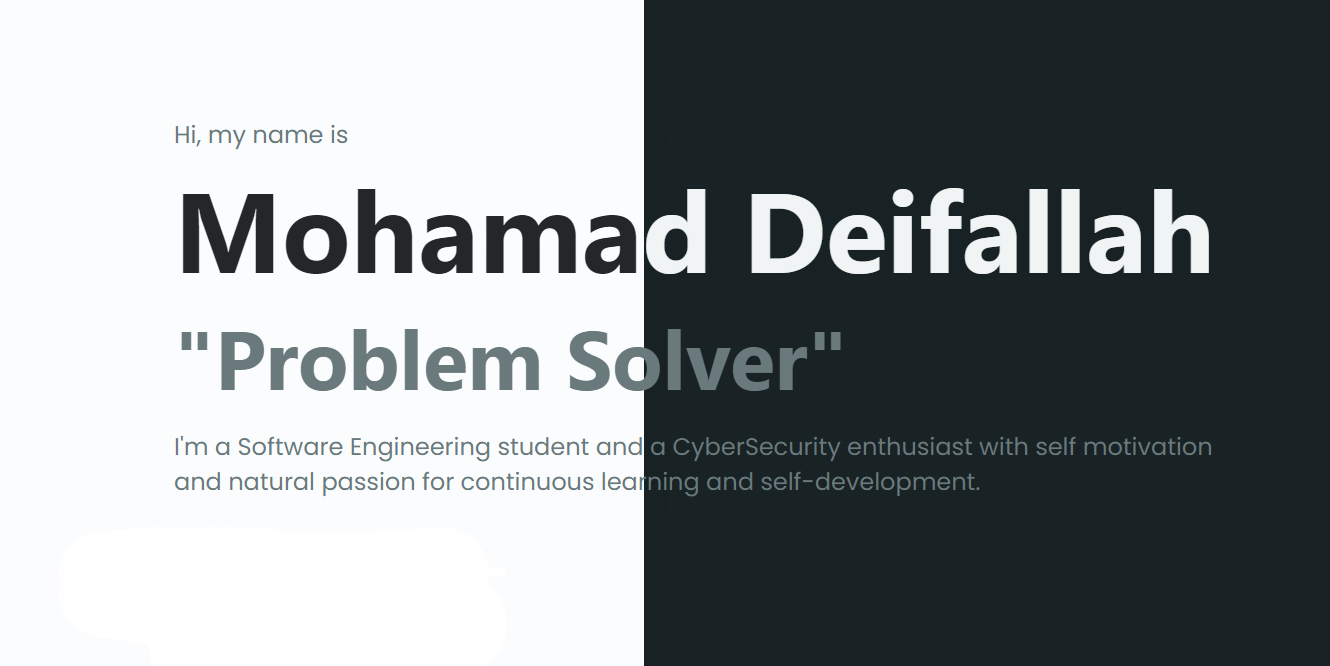 Hi, my name is
Mohamad Deifallah
"Problem Solver"
I'm a Software Engineering student and a CyberSecurity enthusiast with self motivation
and natural passion for continuous learning and self-development.